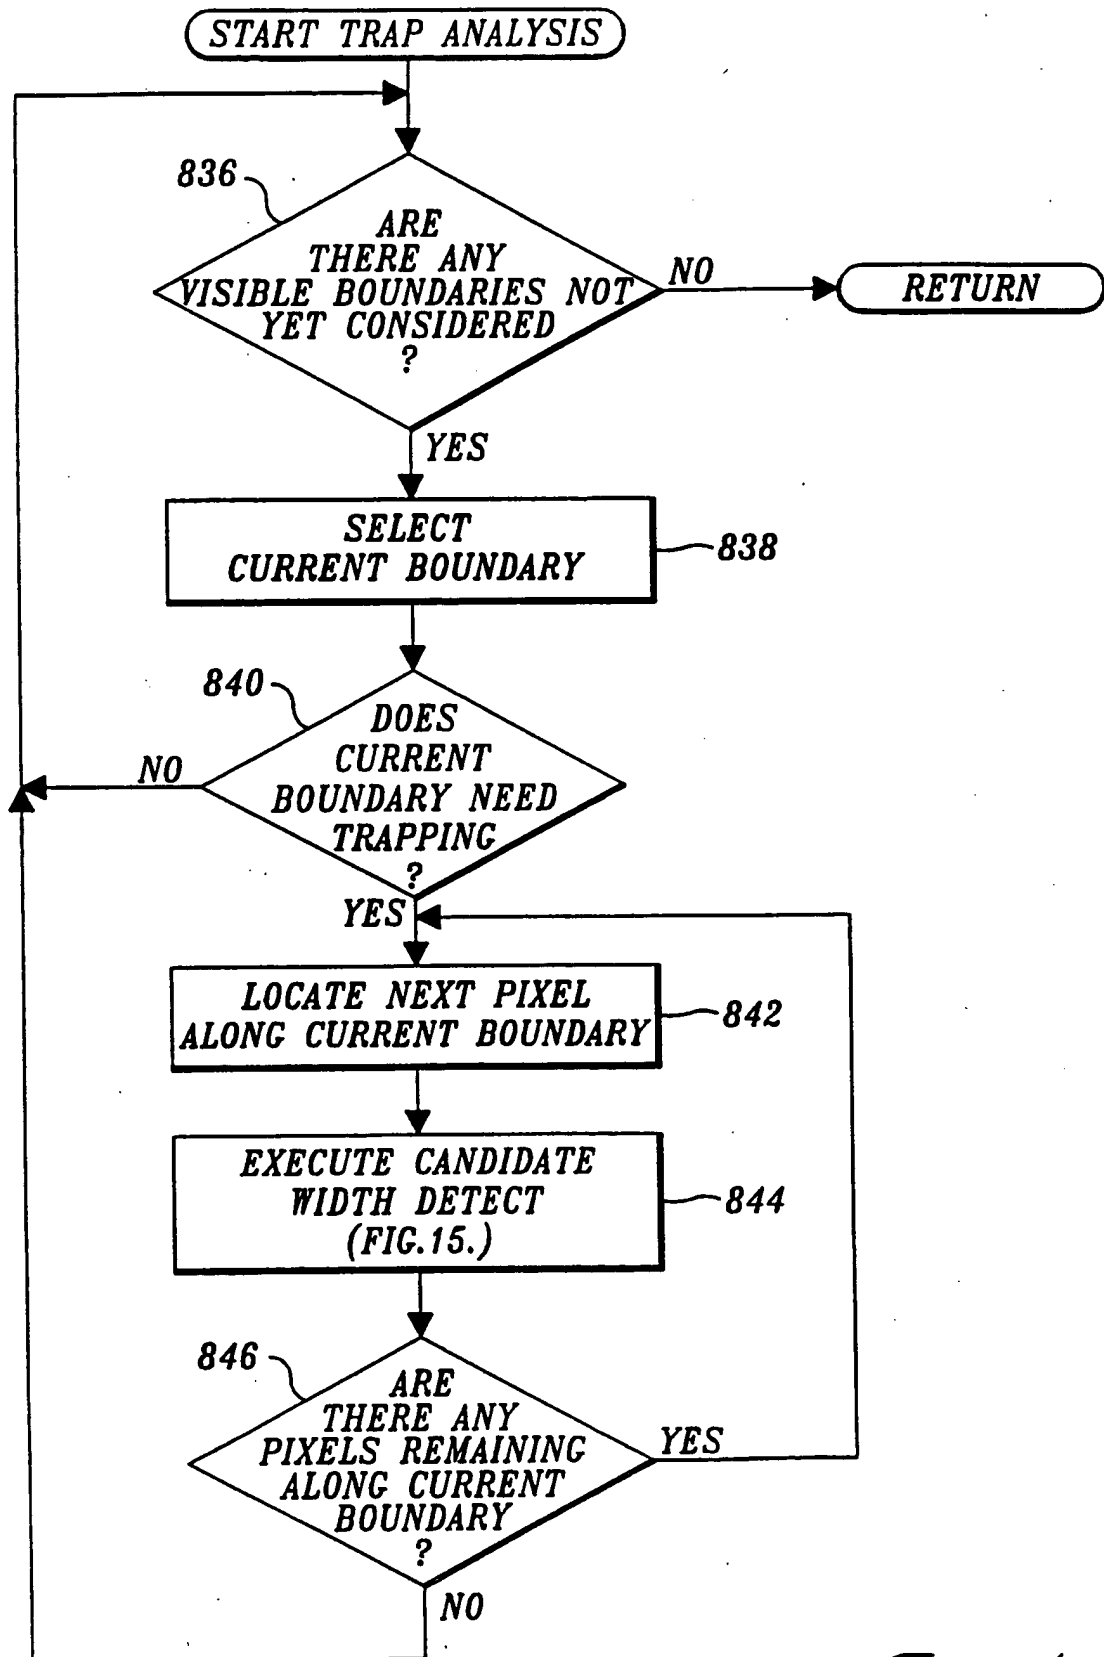 START TRAP ANALYSIS
836
ARE
THERE ANY
VISIBLE BOUNDARIES NOT
YET CONSIDERED
?
NO
RETURN
YES
SELECT
CURRENT BOUNDARY
838
840
DOES
CURRENT
BOUNDARY NEED
TRAPPING
?
NO
YES
LOCATE NEXT PIXEL
ALONG CURRENT BOUNDARY
842
EXECUTE CANDIDATE
WIDTH DETECT
(FIG.15.)
844
846
ARE
THERE ANY
PIXELS REMAINING
ALONG CURRENT
BOUNDARY
?
YES
NO